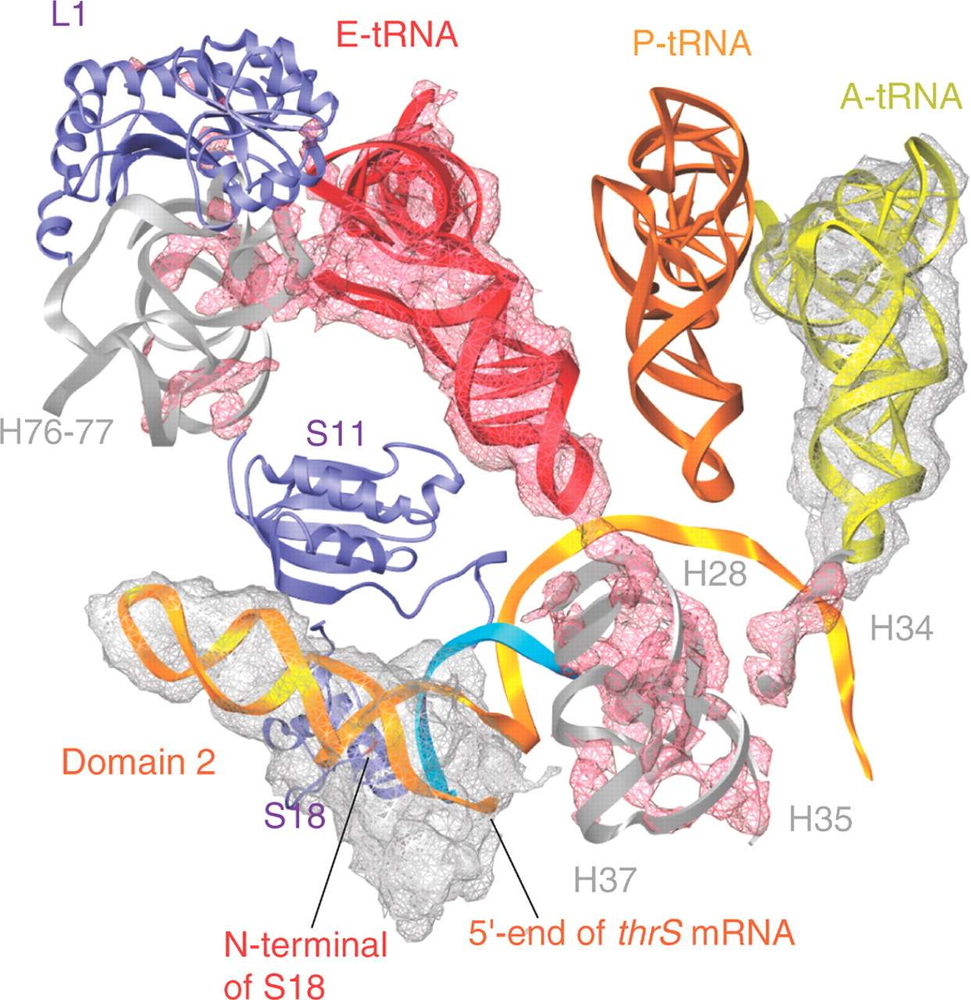 L1
E-tRNA
P-tRNA
A-tRNA
H76-77
S11
H28
H34
Domain 2
S18
H35
H37
N-terminal
of S18
5'-end of thrS mRNA